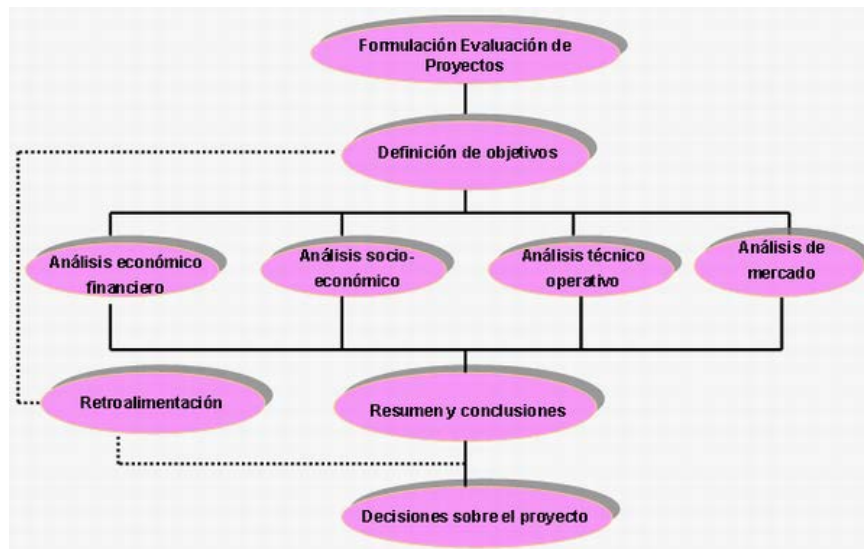 Formulación Evaluación de
Proyectos
Definición de objetivos
Análisis económico
financiero
Análisis socio-
económico
Análisis técnico
operativo
Análisis de
mercado
Retroalimentación
Resumen y conclusiones
Decisiones sobre el proyecto